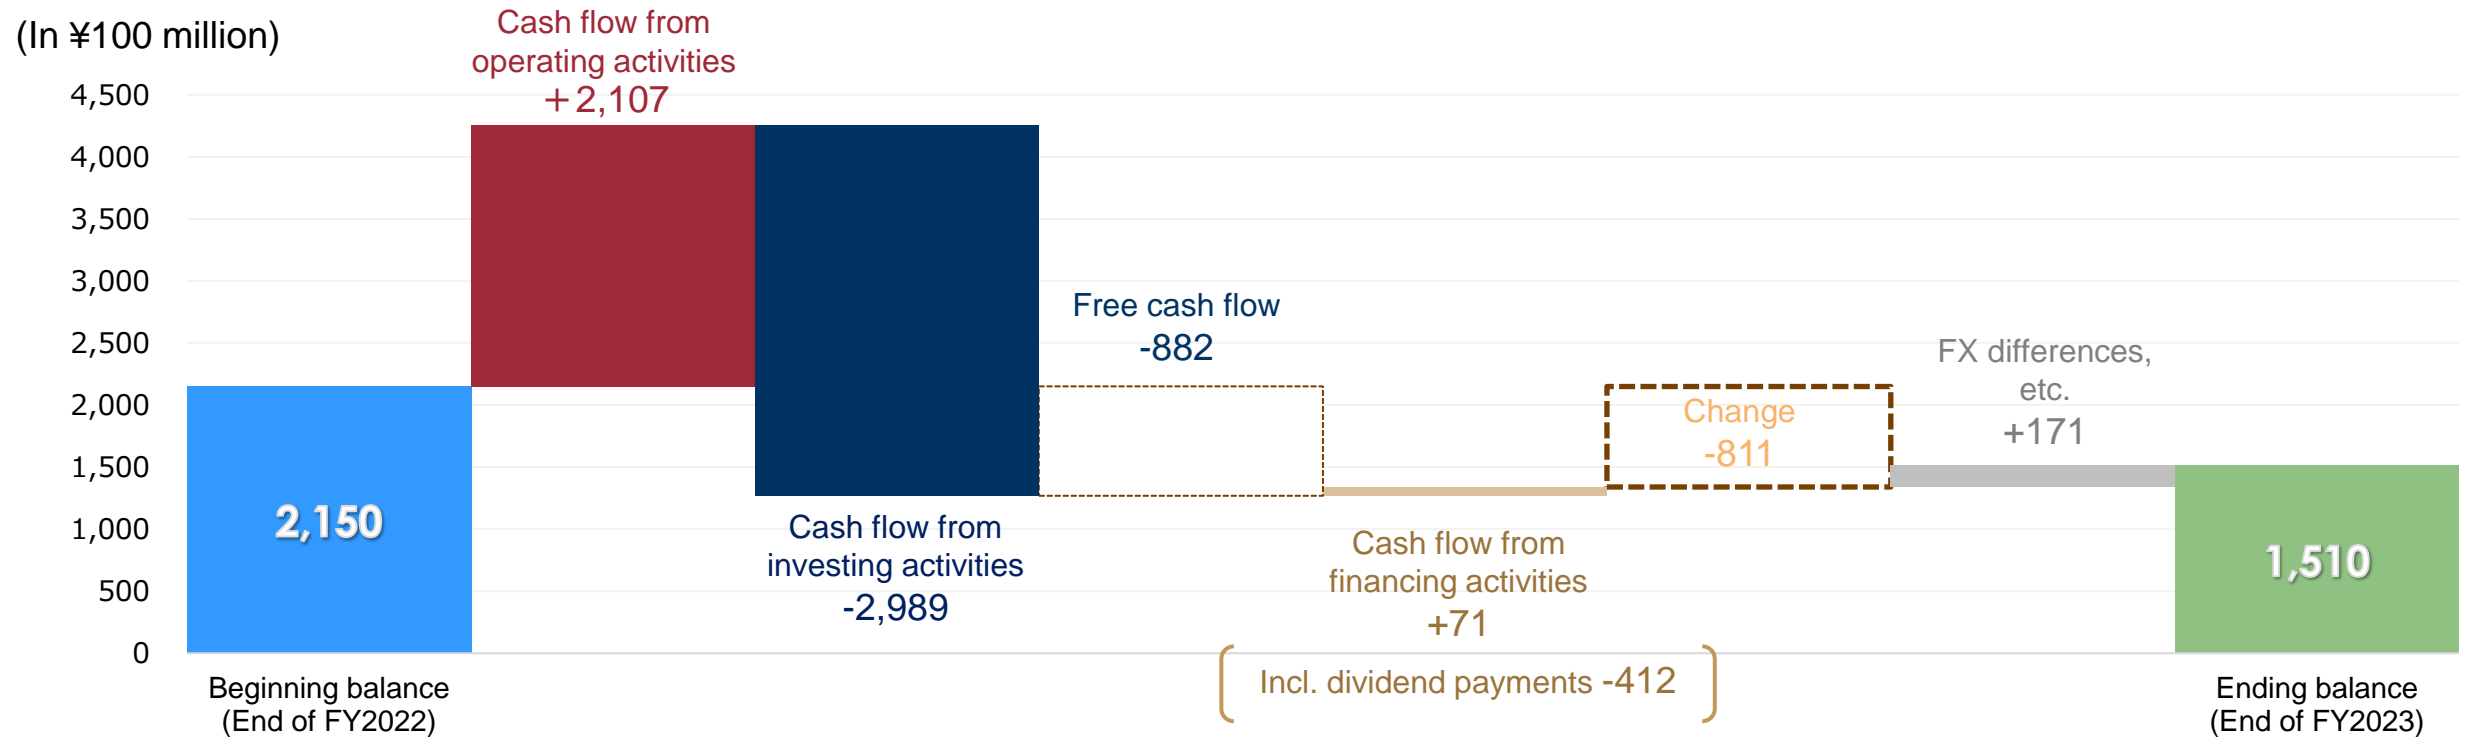 (In ¥100 million)
Cash flow from
operating activities
＋2,107
4,500
4,000
3,500
3,000
2,500
2,000
1,500
1,000
500
0
2,150
Cash flow from
investing activities
-2,989
Free cash flow
-882
Cash flow from
financing activities
+71
Incl. dividend payments -412
Change
-811
FX differences,
etc.
+171
1,510
Beginning balance
(End of FY2022)
Ending balance
(End of FY2023)